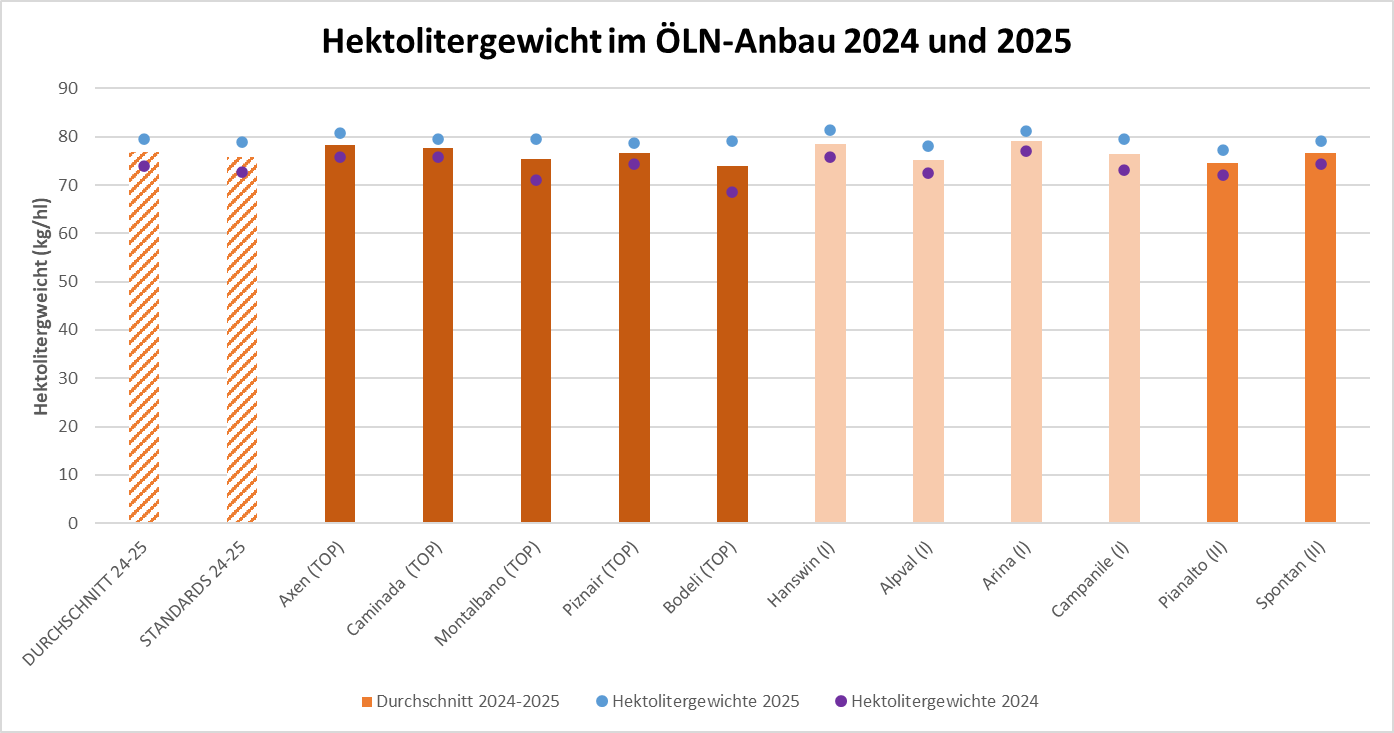 Hektolitergewicht im ÖLN-Anbau 2024 und 2025
Hektolitergweicht (kg/hl)
90
80
70
60
50
40
30
20
10
0
DURCHSCHNITT 24-25
STANDARDS 24-25
Axen (TOP)
Caminada (TOP)
Montalbano (TOP)
Piznair (TOP)
Bodeli (TOP)
Hanswin (I)
Alpval (I)
Arina (I)
Campanile (I)
Pianalto (II)
Spontan (II)
Durchschnitt 2024-2025
Hektolitergewichte 2025
Hektolitergewichte 2024